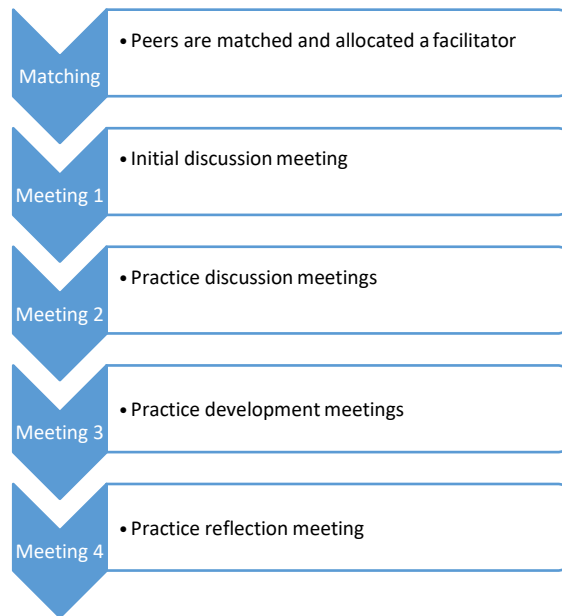 Matching
• Peers are matched and allocated a facilitator
Meeting 1
• Initial discussion meeting
Meeting 2
• Practice discussion meetings
Meeting 3
• Practice development meetings
Meeting 4
• Practice reflection meeting